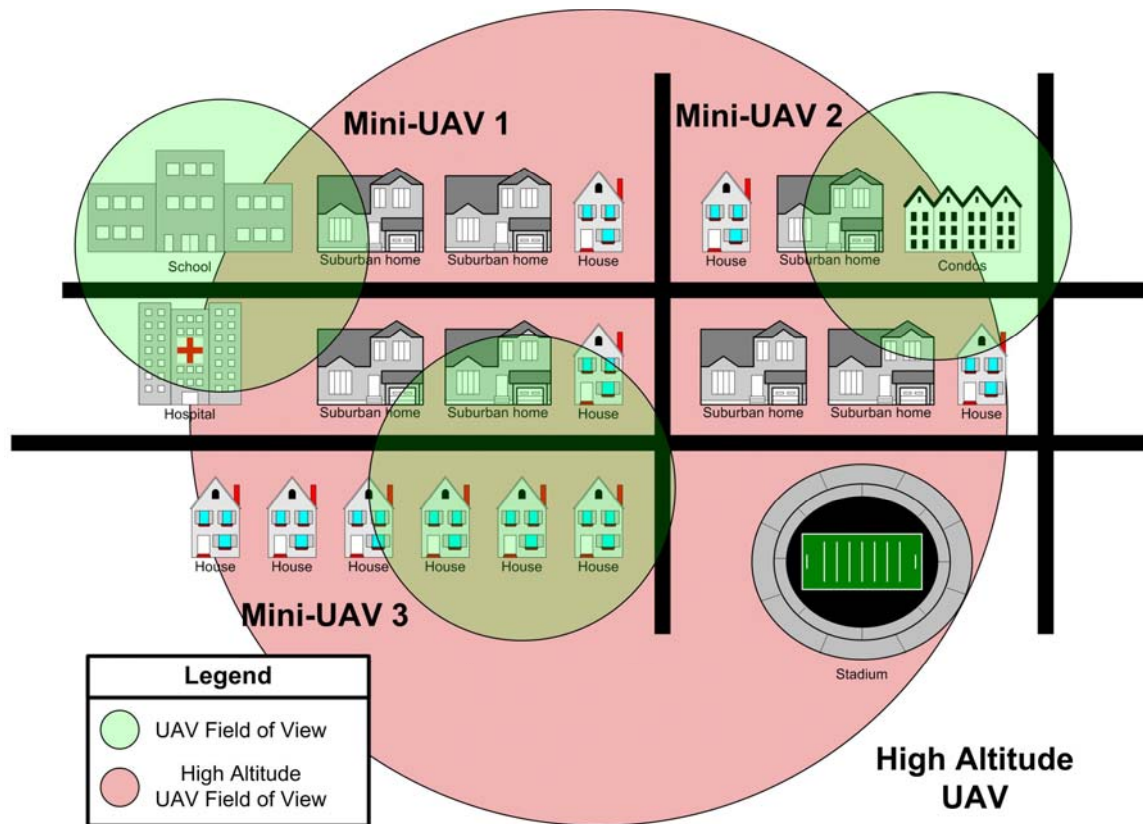 Mini-UAV 1
Mini-UAV 2
School
Suburban home
Suburban home
House
House
Suburban home
Condos
Hospital
Suburban home
Suburban home
House
Suburban home
Suburban home
House
House
House
House
House
House
House
Mini-UAV 3
Stadium
Legend
UAV Field of View
High Altitude
UAV Field of View
High Altitude
UAV